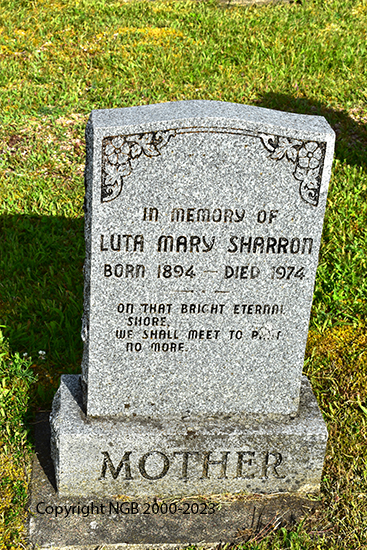 IN MEMORY OF
LUTA MARY SHARRON
BORN 1894 — DIED 1974
ON THAT BRIGHT ETERNAL
SHORE,
WE SHALL MEET TO
NO MORE.
MOTHER
Copyright NGB 2000-2023